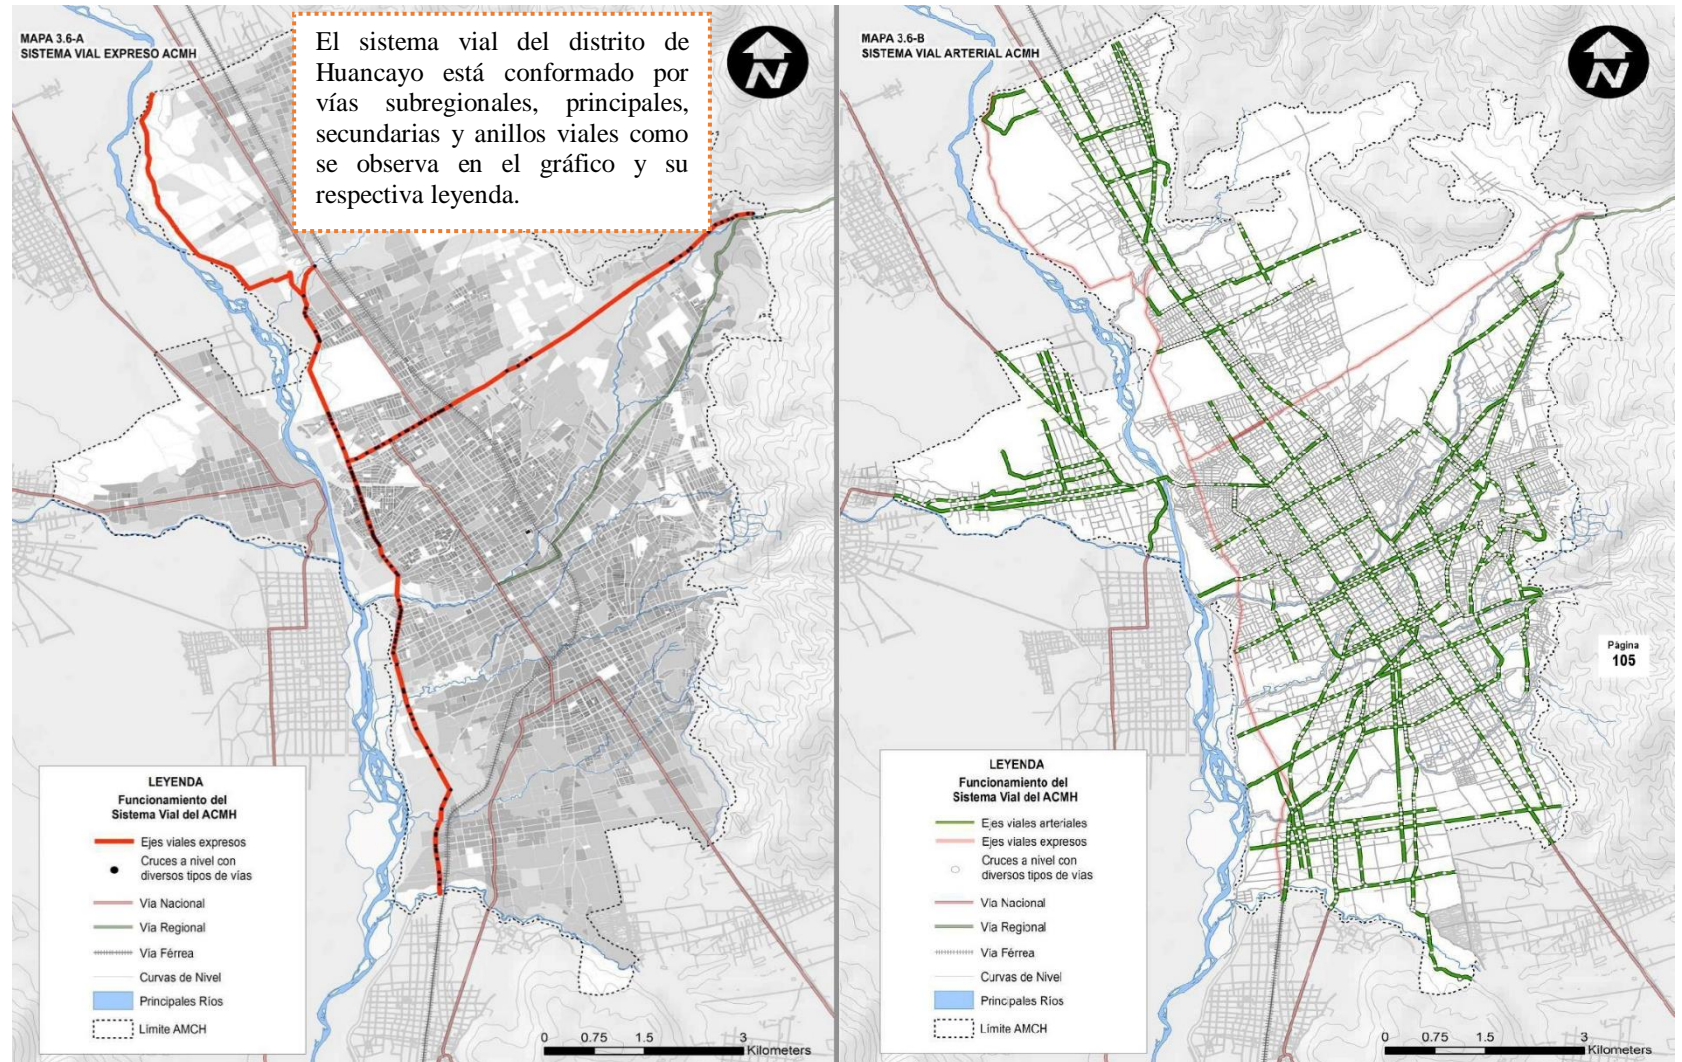 MAPA 3.6-A
SISTEMA VIAL EXPRESO ACMH
El sistema vial del distrito de
Huancayo está conformado por
vías subregionales, principales,
secundarias y anillos viales como
se observa en el gráfico y su
respectiva leyenda.
N
LEYENDA
Funcionamiento del
Sistema Vial del ACMH
Ejes viales expresos
Cruces a nivel con
diversos tipos de vías
Vía Nacional
Vía Regional
Vía Férrea
Curvas de Nivel
Principales Ríos
Límite AMCH
0 0.75 1.5 3
Kilometers
MAPA 3.6-B
SISTEMA VIAL ARTERIAL ACMH
N
Página
105
LEYENDA
Funcionamiento del
Sistema Vial del ACMH
Ejes viales arteriales
Ejes viales expresos
Cruces a nivel con
diversos tipos de vías
Vía Nacional
Vía Regional
Vía Férrea
Curvas de Nivel
Principales Ríos
Límite AMCH
0 0.75 1.5 3
Kilometers